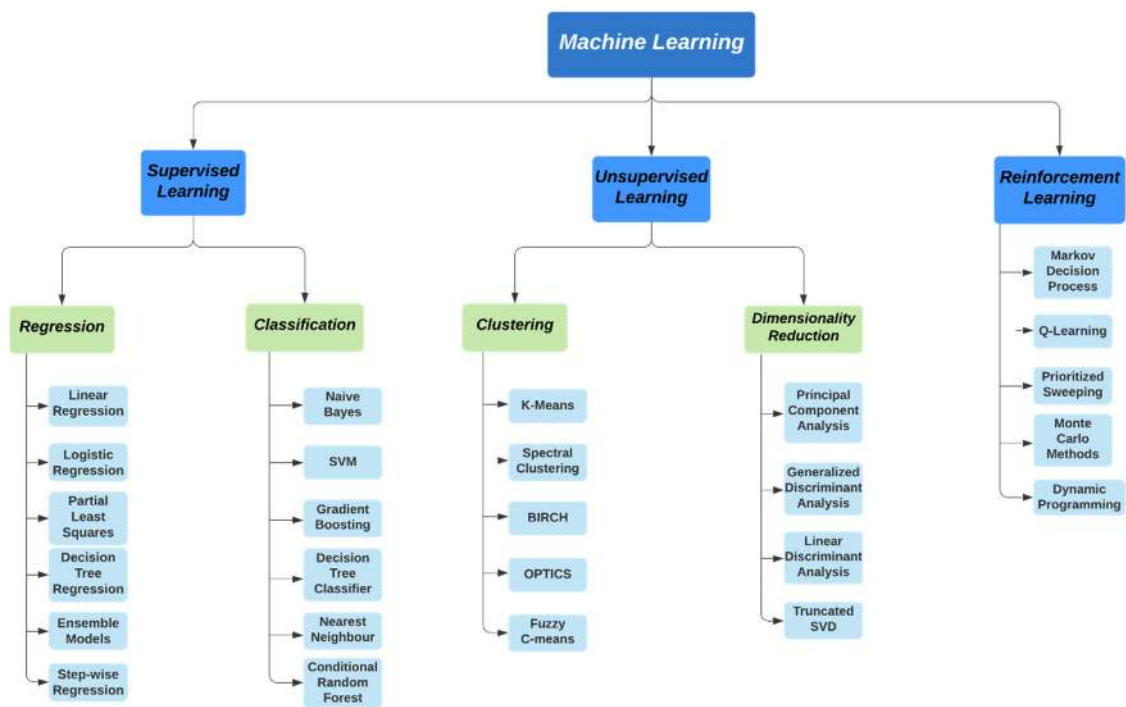 Machine Learning
Supervised
Learning
Unsupervised
Learning
Reinforcement
Learning
Regression
Linear
Regression
Logistic
Regression
Partial
Least
Squares
Decision
Tree
Regression
Ensemble
Models
Step-wise
Regression
Classification
Naive
Bayes
SVM
Gradient
Boosting
Decision
Tree
Classifier
Nearest
Neighbour
Conditional
Random
Forest
Clustering
K-Means
Spectral
Clustering
BIRCH
OPTICS
Fuzzy
C-means
Dimensionality
Reduction
Principal
Component
Analysis
Generalized
Discriminant
Analysis
Linear
Discriminant
Analysis
Truncated
SVD
Markov
Decision
Process
Q-Learning
Prioritized
Sweeping
Monte
Carlo
Methods
Dynamic
Programming